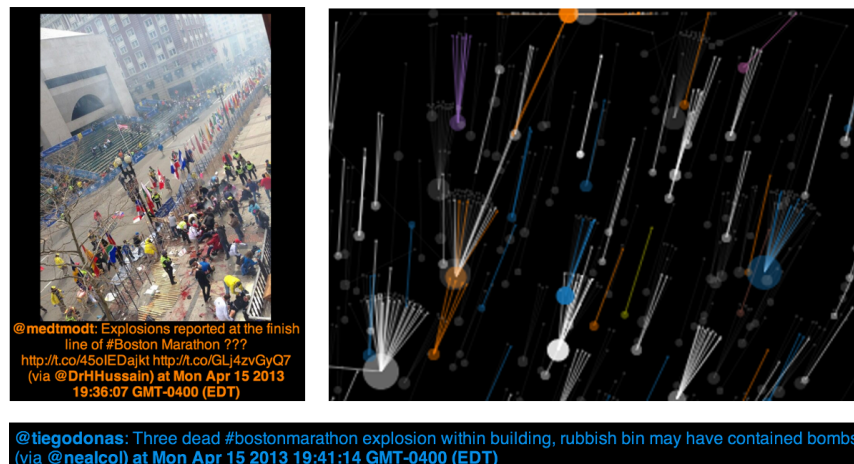 @medtmodt: Explosions reported at the finish
line of #Boston Marathon ???
http://t.co/45oIEDajkt http://t.co/GLj4zvGyQ7
(via @DrHHussain) at Mon Apr 15 2013
19:36:07 GMT-0400 (EDT)
@tiegodonas: Three dead #bostonmarathon explosion within building, rubbish bin may have contained bombs
(via @nealcol) at Mon Apr 15 2013 19:41:14 GMT-0400 (EDT)